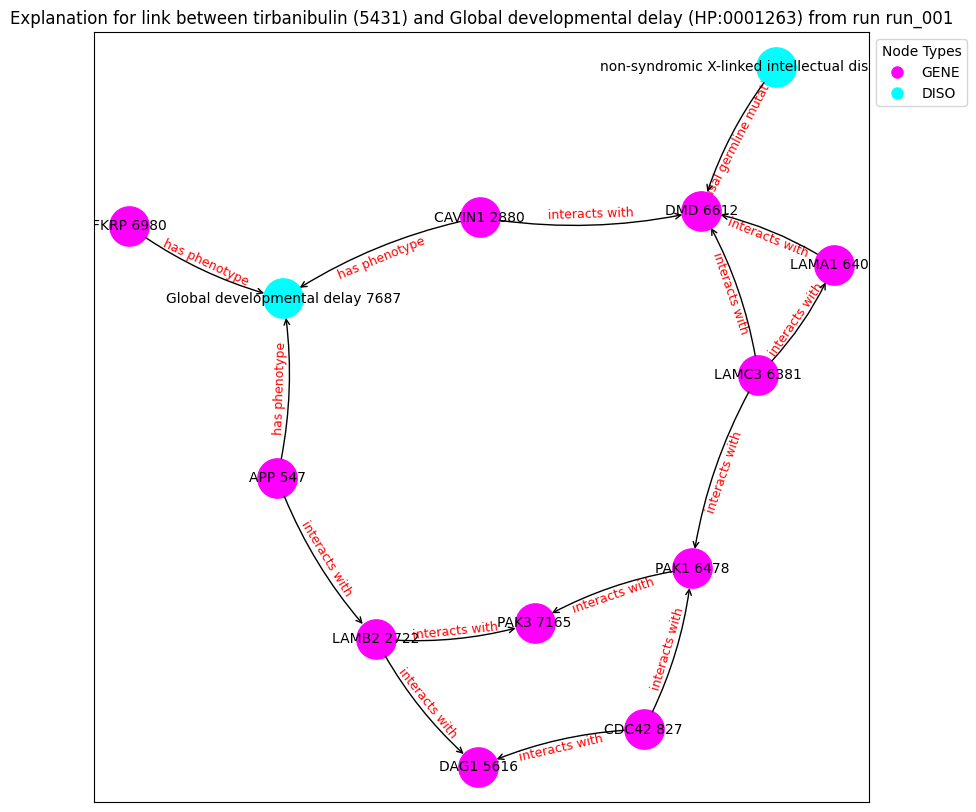 Explanation for link between tirbanibulin (5431) and Global developmental delay (HP:0001263) from run run_001
Node Types
GENE
DISO
non-syndromic X-linked intellectual dis
sal germline mutat
DMD 6612
CAVIN1 2880
interacts with
FKRP 6980
has phenotype
has phenotype
interacts with
LAMA1 640
Global developmental delay 7687
interacts with
interacts with
LAMC3 6381
has phenotype
interacts with
APP 547
interacts with
PAK1 6478
interacts with
PAK3 7165
LAMB2 2722
interacts with
interacts with
interacts with
CDC42 827
interacts with
DAG1 5616